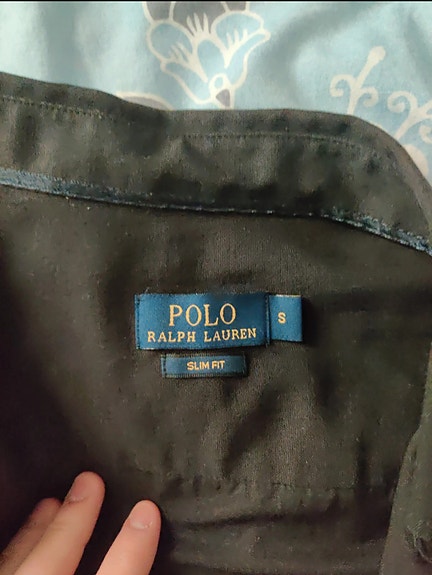 POLO
RALPH LAUREN
S
SLIM FIT